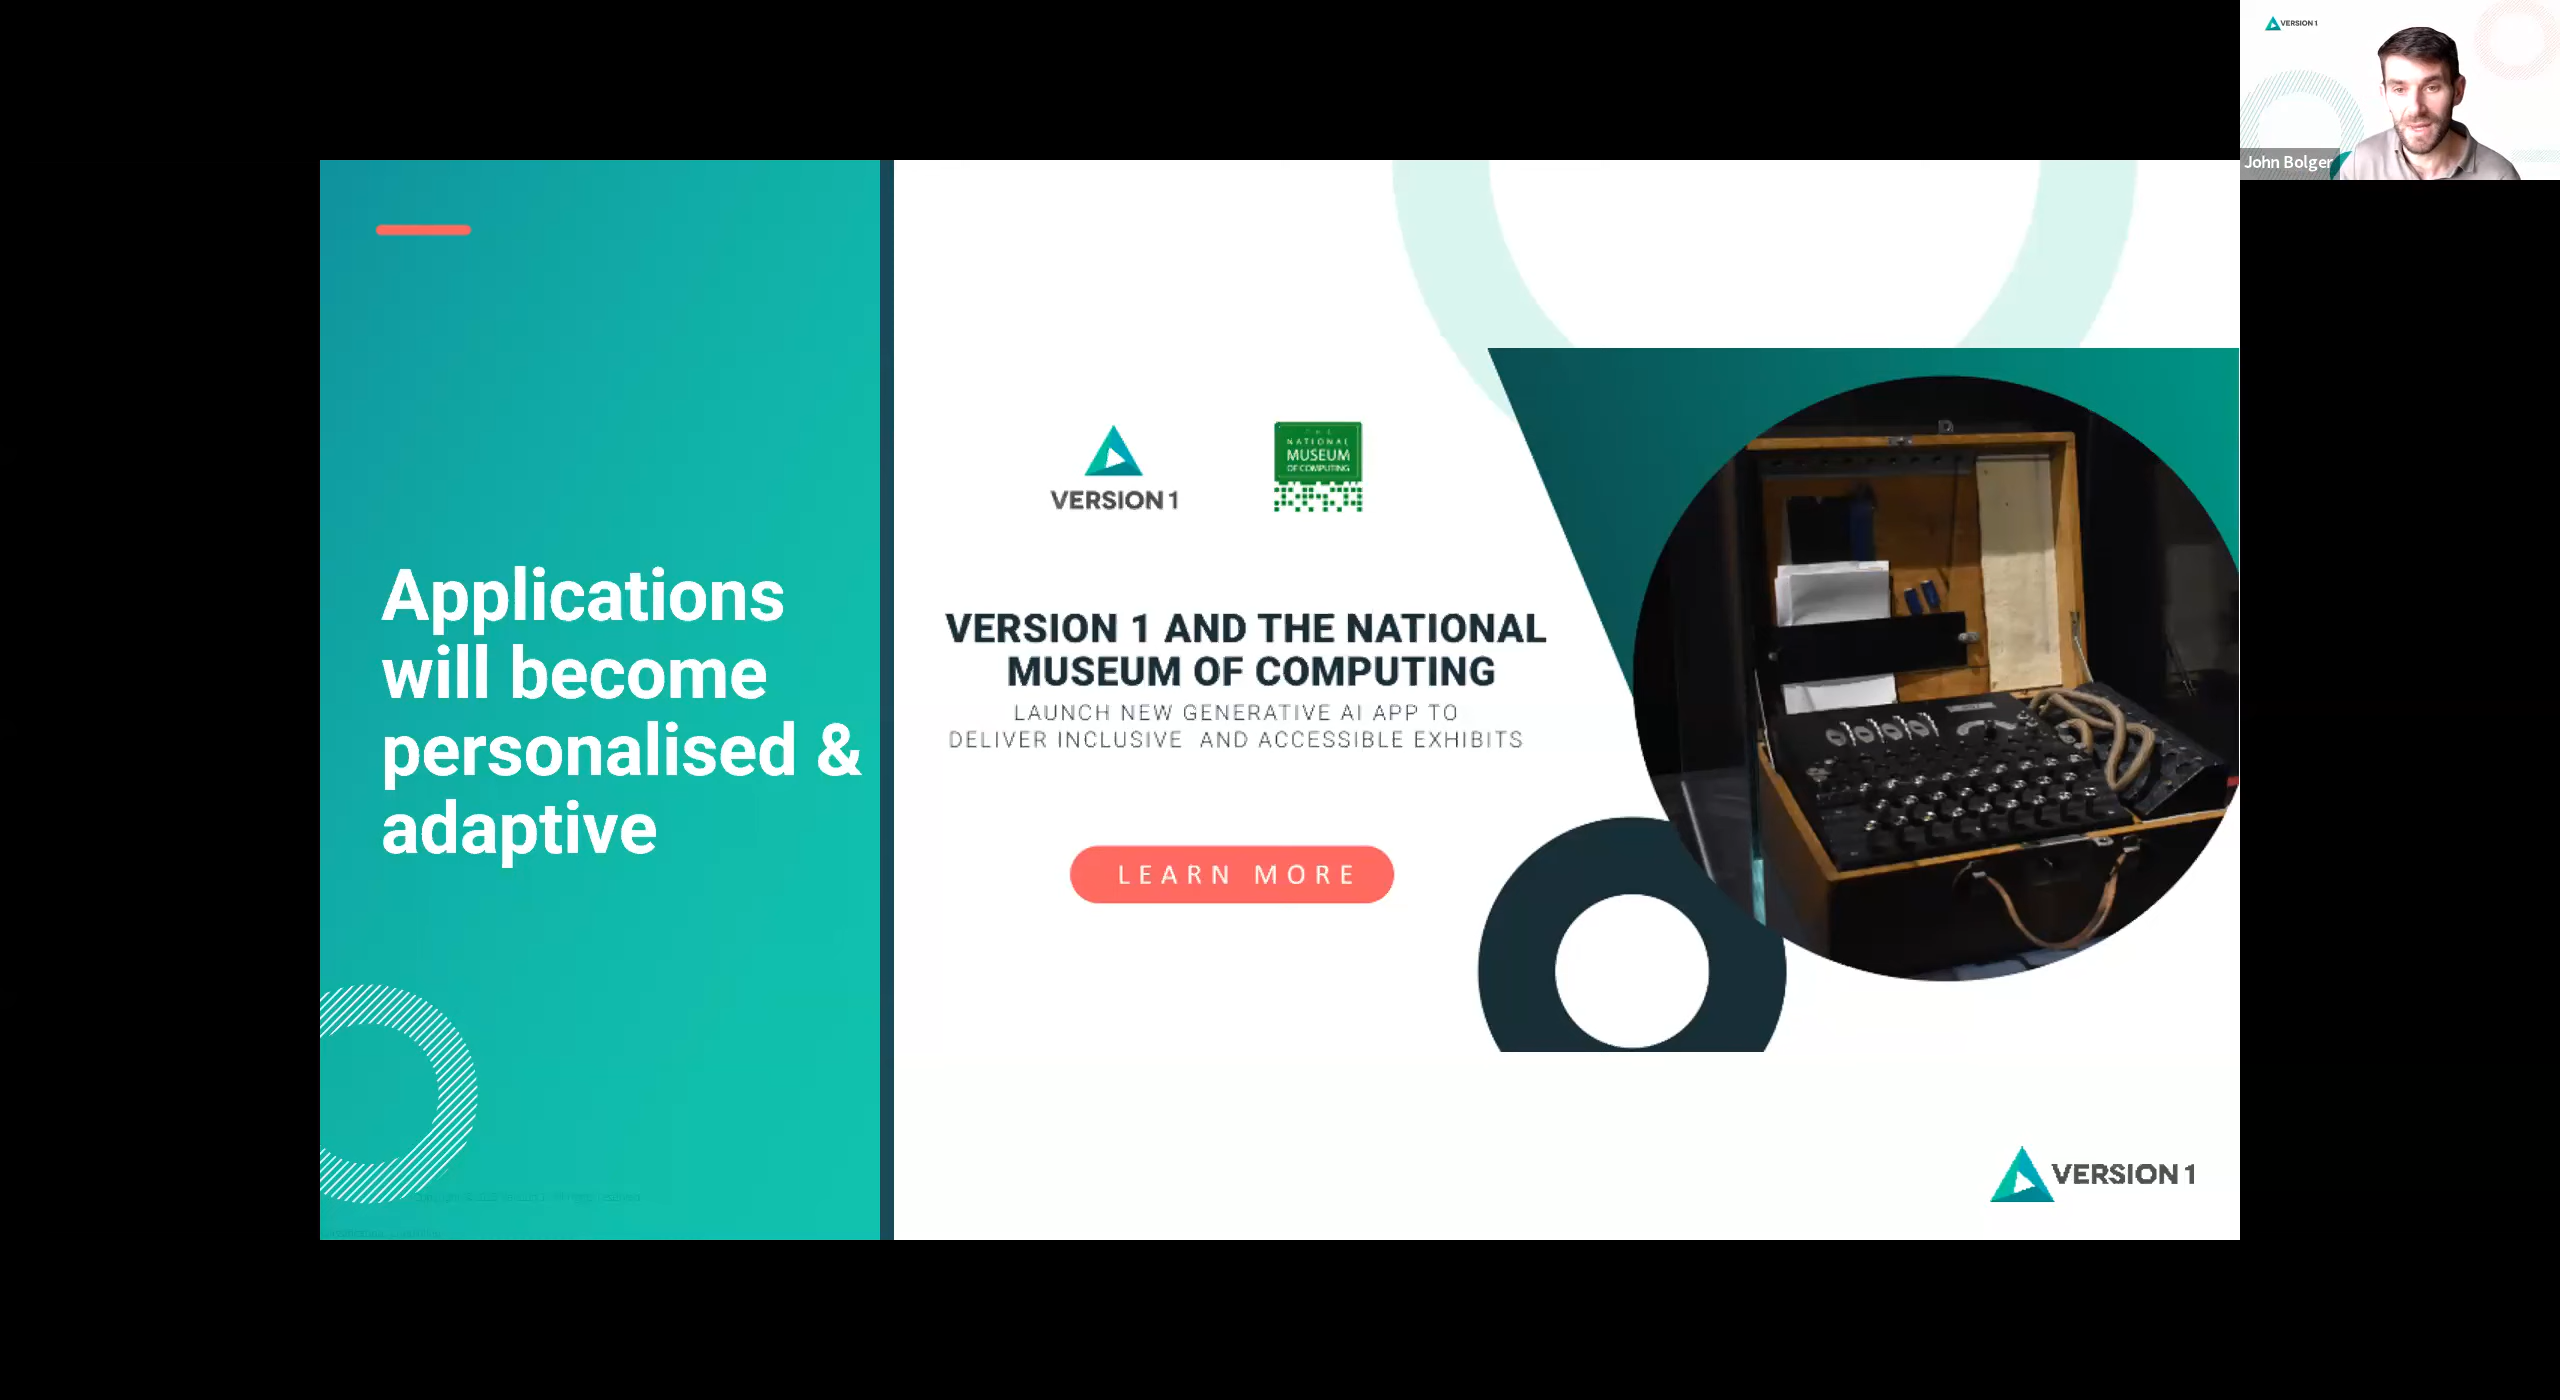 Applications
will become
personalised &
adaptive
VERSION 1
THE
NATIONAL
MUSEUM
OF COMPUTING
VERSION 1 AND THE NATIONAL
MUSEUM OF COMPUTING
LAUNCH NEW GENERATIVE AI APP TO
DELIVER INCLUSIVE AND ACCESSIBLE EXHIBITS
LEARN MORE
VERSION 1
VERSION 1
John Bolger